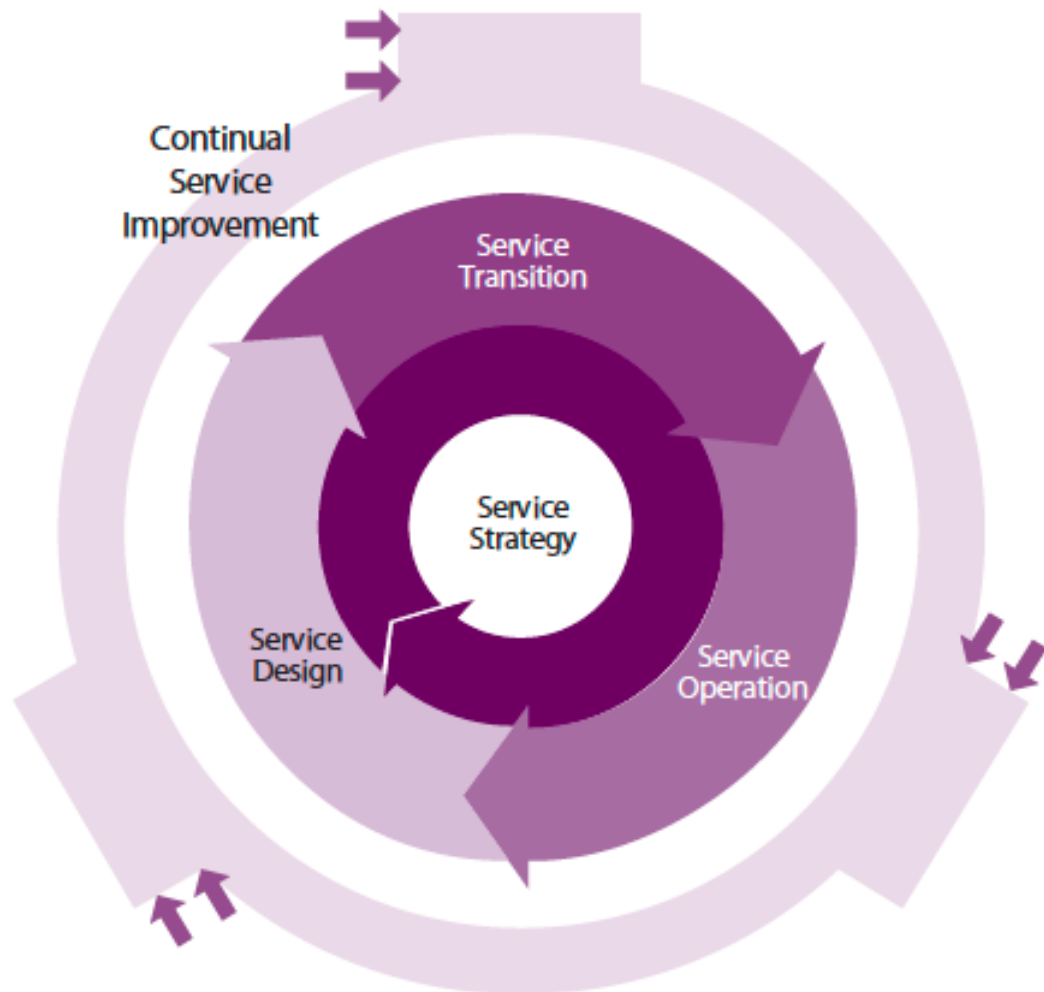 Continual
Service
Improvement
Service
Transition
Service
Strategy
Service
Design
Service
Operation